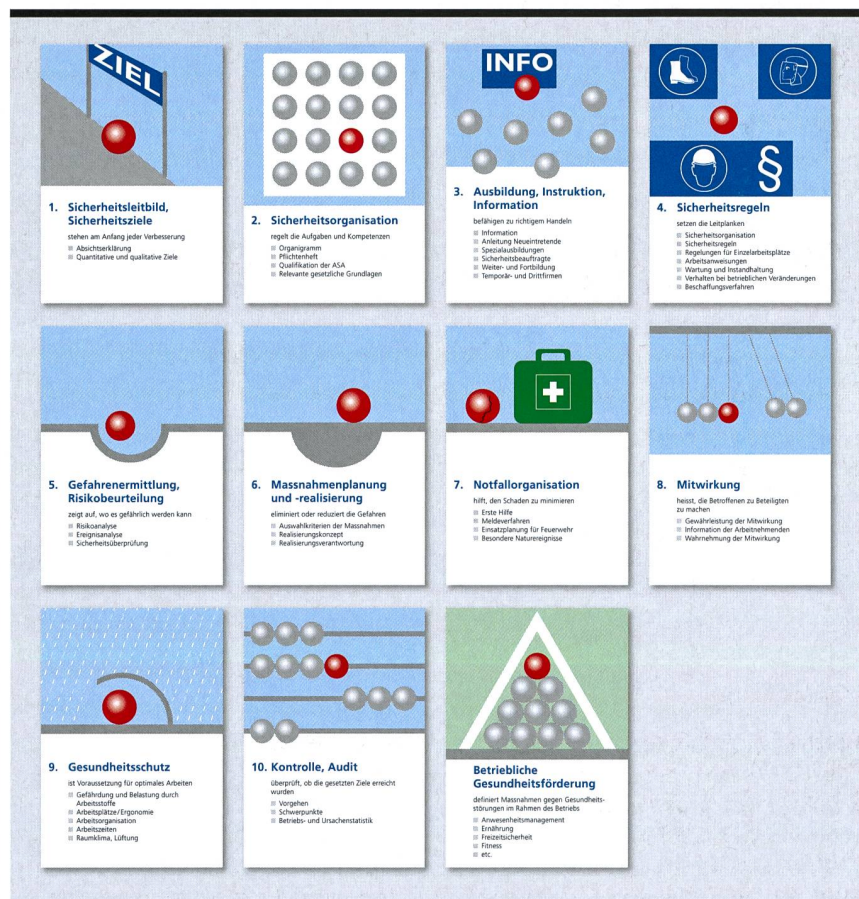 ZIEL
1. Sicherheitsleitbild,
Sicherheitsziele
stehen am Anfang jeder Verbesserung
Absichtserklärung
Quantitative und qualitative Ziele
2. Sicherheitsorganisation
regelt die Aufgaben und Kompetenzen
Organigramm
Pflichtenheft
Qualifikation der ASA
Relevante gesetzliche Grundlagen
INFO
3. Ausbildung, Instruktion,
Information
befähigen zu richtigem Handeln
Information
Anleitung Neueintretende
Spezialausbildungen
Sicherheitsbeauftragte
Weiter- und Fortbildung
Temporär- und Drittfirmen
§
4. Sicherheitsregeln
setzen die Leitplanken
Sicherheitsorganisation
Sicherheitsregeln
Regelungen für Einzelarbeitsplätze
Arbeitsanweisungen
Wartung und Instandhaltung
Verhalten bei betrieblichen Veränderungen
Beschaffungsverfahren
5. Gefahrenermittlung,
Risikobeurteilung
zeigt auf, wo es gefährlich werden kann
Risikoanalyse
Ereignisanalyse
Sicherheitsüberprüfung
6. Massnahmenplanung
und -realisierung
eliminiert oder reduziert die Gefahren
Auswahlkriterien der Massnahmen
Realisierungskonzept
Realisierungsverantwortung
7. Notfallorganisation
hilft, den Schaden zu minimieren
Erste Hilfe
Meldeverfahren
Einsatzplanung für Feuerwehr
Besondere Naturereignisse
8. Mitwirkung
heisst, die Betroffenen zu Beteiligten
zu machen
Gewährleistung der Mitwirkung
Information der Arbeitnehmenden
Wahrnehmung der Mitwirkung
9. Gesundheitsschutz
ist Voraussetzung für optimales Arbeiten
Gefährdung und Belastung durch
Arbeitsstoffe
Arbeitsplätze/Ergonomie
Arbeitsorganisation
Arbeitszeiten
Raumklima, Lüftung
10. Kontrolle, Audit
überprüft, ob die gesetzten Ziele erreicht
wurden
Vorgehen
Schwerpunkte
Betriebs- und Ursachenstatistik
Betriebliche
Gesundheitsförderung
definiert Massnahmen gegen Gesundheits-
störungen im Rahmen des Betriebs
Anwesenheitsmanagement
Ernährung
Freizeitsicherheit
Fitness
etc.